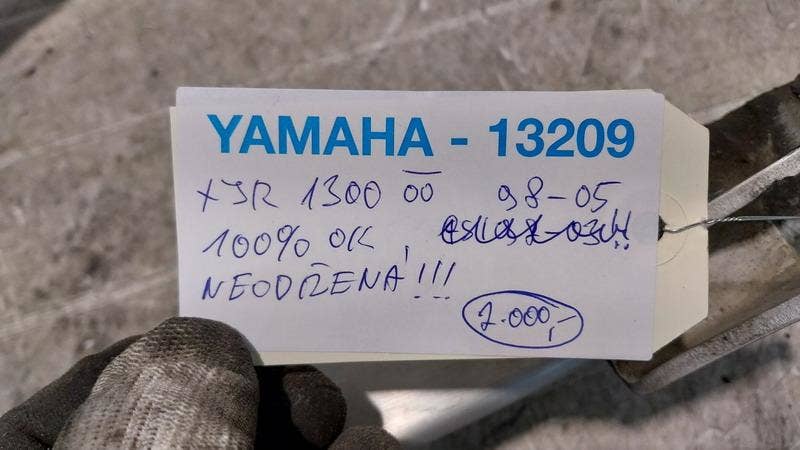 YAMAHA - 13209
XJR 1300 00 98-05
100% OK
NEODŘENÁ!!!
2.000,-